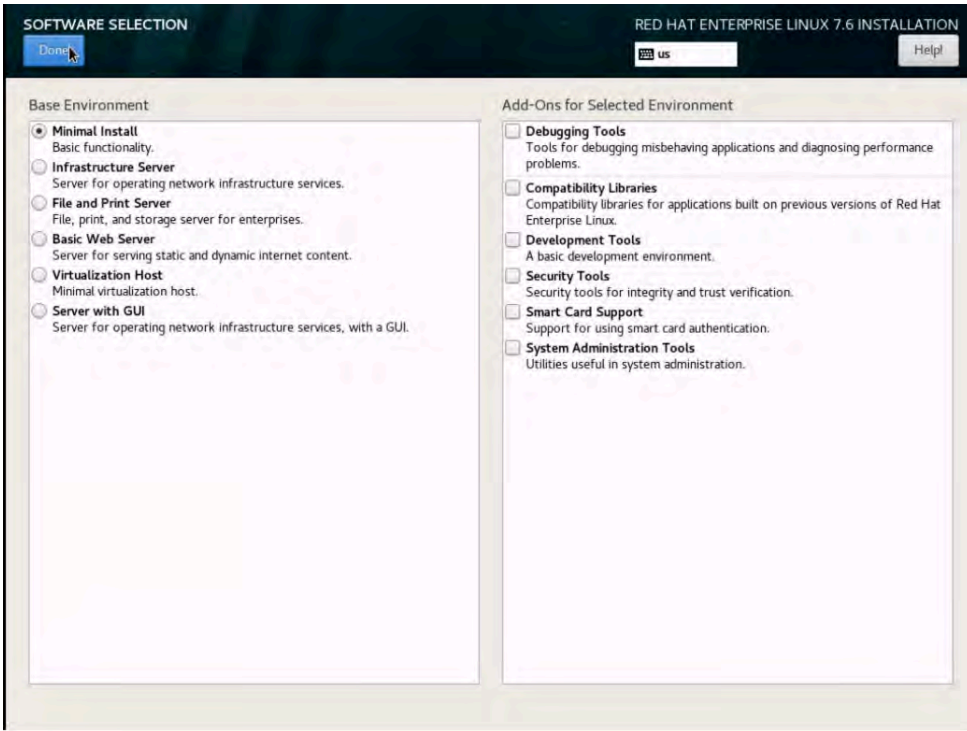 SOFTWARE SELECTION
RED HAT ENTERPRISE LINUX 7.6 INSTALLATION
Done
us
Help!
Base Environment
Minimal Install
Basic functionality.
Infrastructure Server
Server for operating network infrastructure services.
File and Print Server
File, print, and storage server for enterprises.
Basic Web Server
Server for serving static and dynamic internet content.
Virtualization Host
Minimal virtualization host.
Server with GUI
Server for operating network infrastructure services, with a GUI.
Add-Ons for Selected Environment
Debugging Tools
Tools for debugging misbehaving applications and diagnosing performance
problems.
Compatibility Libraries
Compatibility libraries for applications built on previous versions of Red Hat
Enterprise Linux.
Development Tools
A basic development environment.
Security Tools
Security tools for integrity and trust verification.
Smart Card Support
Support for using smart card authentication.
System Administration Tools
Utilities useful in system administration.